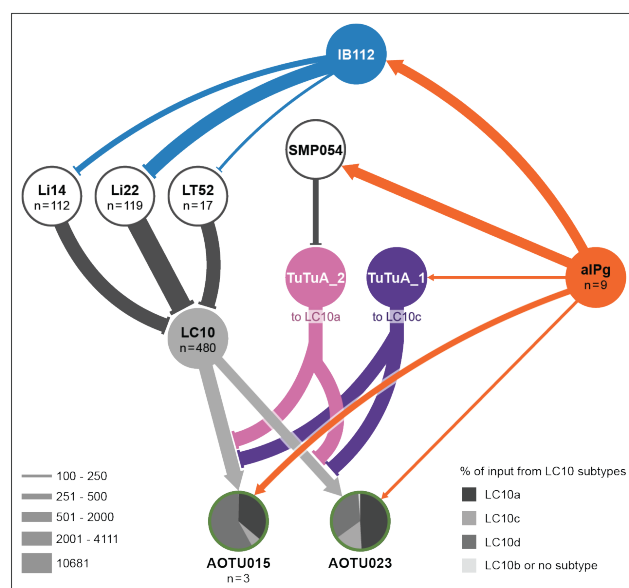 IB112
SMP054
Li14
n=112
Li22
n=119
LT52
n=17
TuTuA_2
to LC10a
TuTuA_1
to LC10c
aIPg
n=9
LC10
n=480
100 - 250
251 - 500
501 - 2000
2001 - 4111
10681
AOTU015
n=3
AOTU023
% of input from LC10 subtypes
LC10a
LC10c
LC10d
LC10b or no subtype